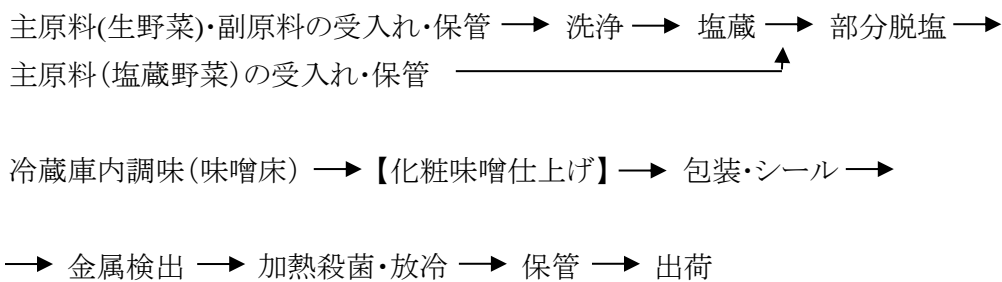 主原料(生野菜)･副原料の受入れ･保管 → 洗浄 → 塩蔵 → 部分脱塩 →
主原料(塩蔵野菜)の受入れ･保管
冷蔵庫内調味(味噌床) →【化粧味噌仕上げ】→ 包装･シール →
→ 金属検出 → 加熱殺菌･放冷 → 保管 → 出荷